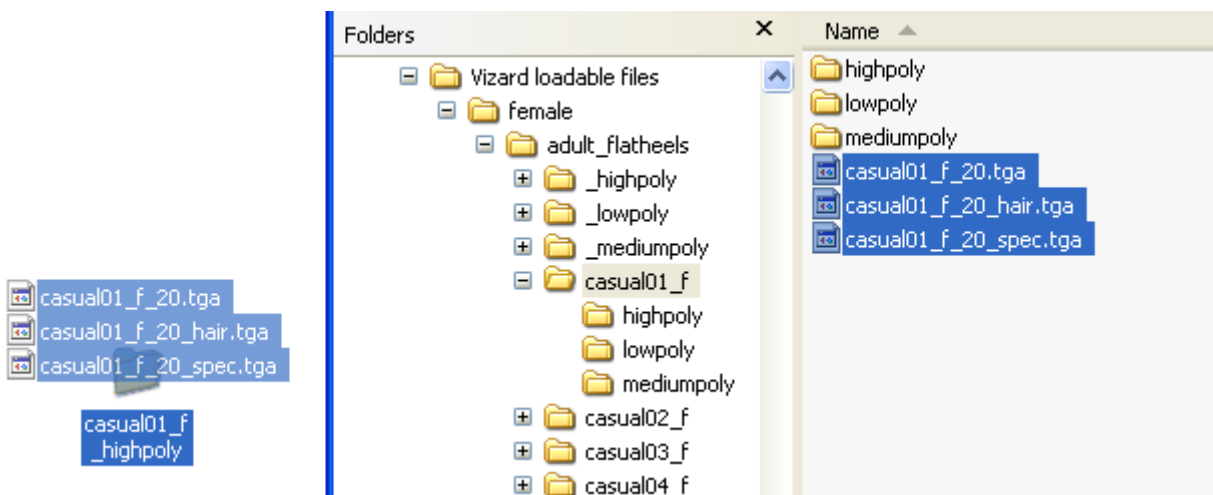 casual01_f_20.tga
casual01_f_20_hair.tga
casual01_f_20_spec.tga
casual01_f
_highpoly
Folders
Vizard loadable files
female
adult_flatheels
_highpoly
_lowpoly
_mediumpoly
casual01_f
highpoly
lowpoly
mediumpoly
casual02_f
casual03_f
casual04_f
Name
highpoly
lowpoly
mediumpoly
casual01_f_20.tga
casual01_f_20_hair.tga
casual01_f_20_spec.tga